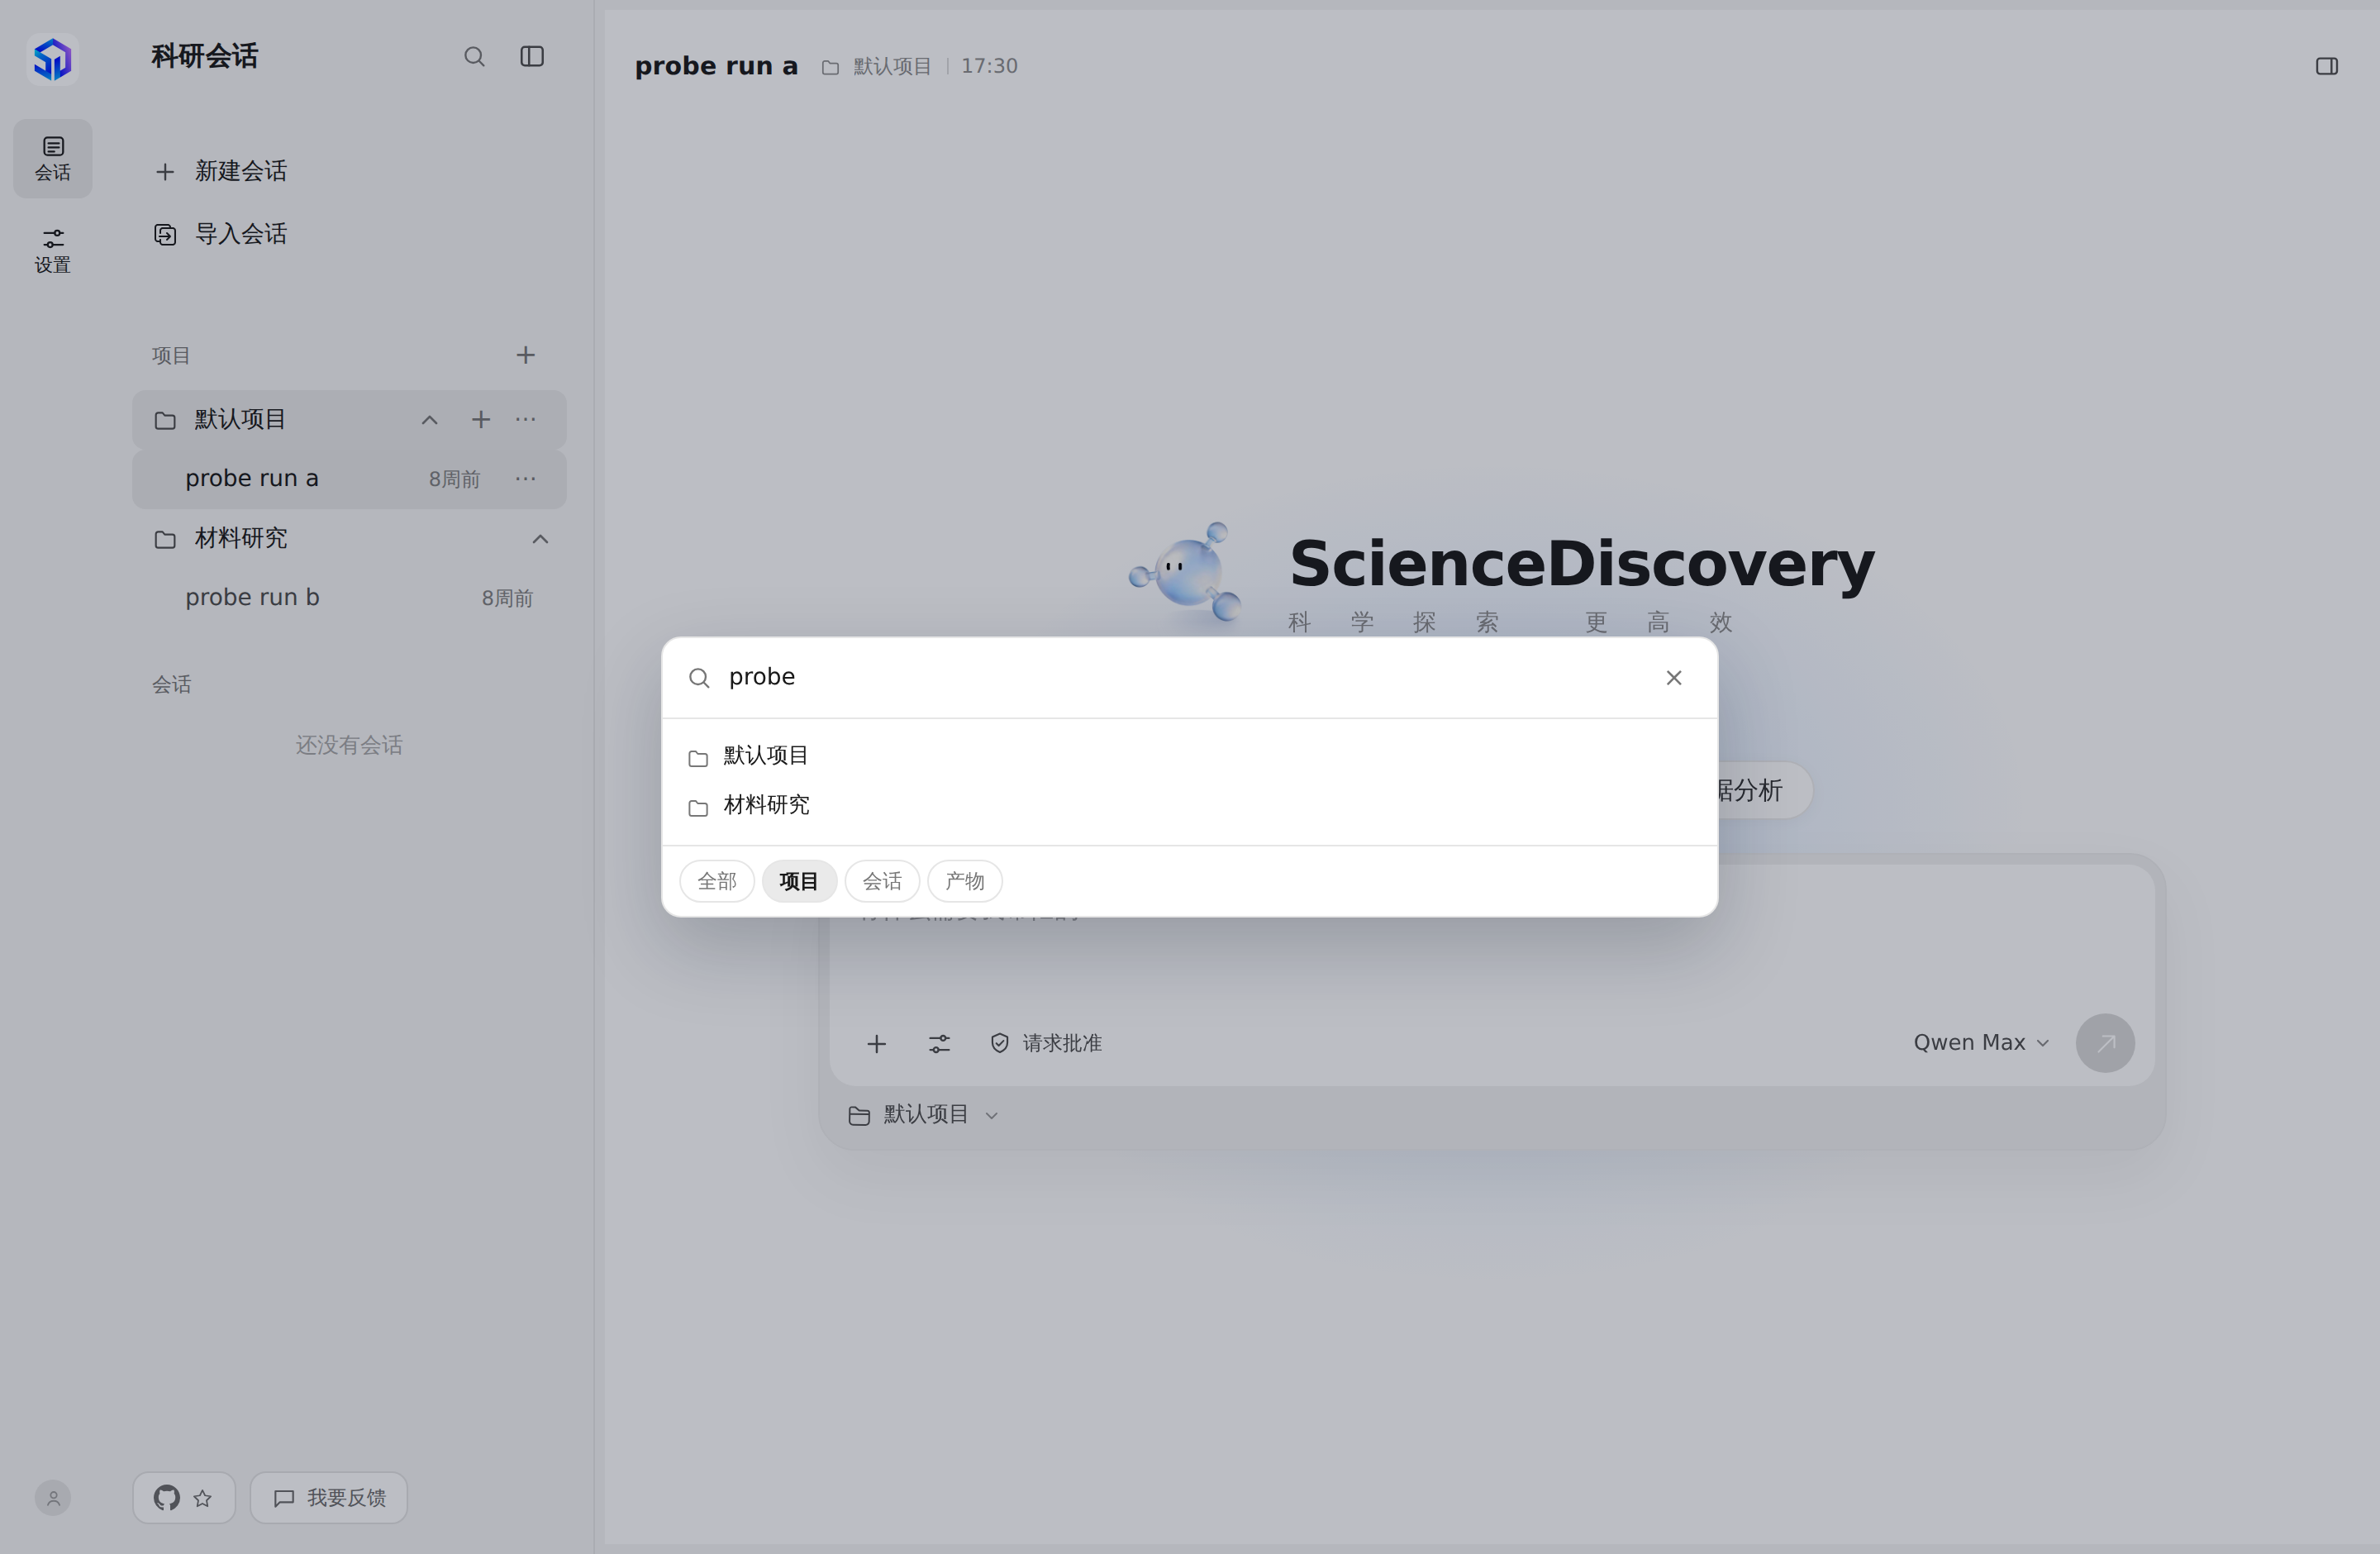 科研会话
会话
设置
新建会话
导入会话
项目
默认项目
probe run a 8周前
材料研究
probe run b 8周前
会话
还没有会话
我要反馈
probe run a 默认项目 17:30
ScienceDiscovery
科学探索 更高效
probe
默认项目
材料研究
全部 项目 会话 产物
分析
请求批准
Qwen Max
默认项目